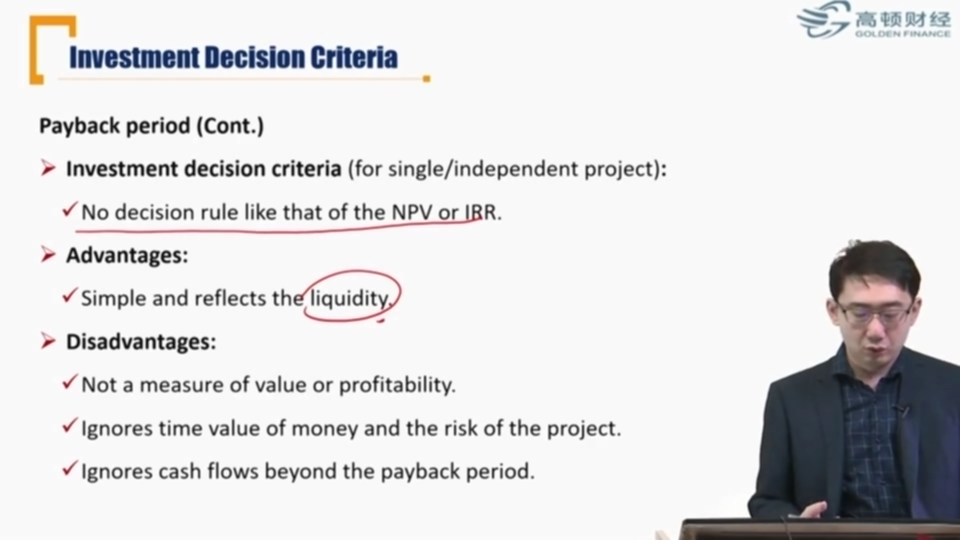 高顿财经
GOLDEN FINANCE
Investment Decision Criteria
Payback period (Cont.)
Investment decision criteria (for single/independent project):
No decision rule like that of the NPV or IRR.
Advantages:
Simple and reflects the liquidity.
Disadvantages:
Not a measure of value or profitability.
Ignores time value of money and the risk of the project.
Ignores cash flows beyond the payback period.